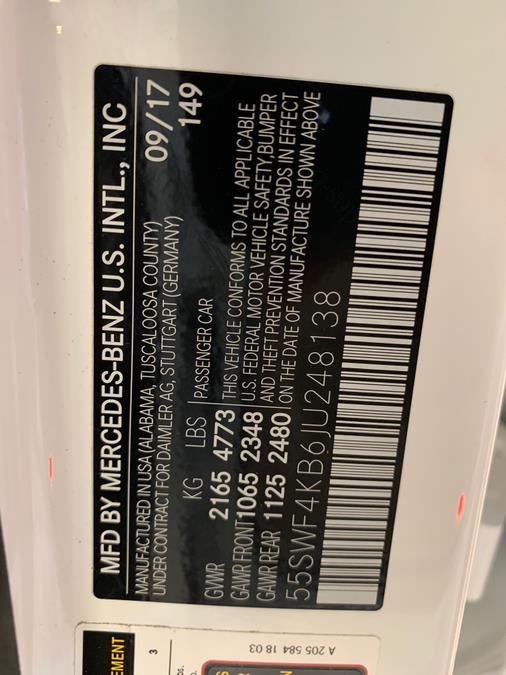 MFD BY MERCEDES-BENZ U.S. INTL., INC
MANUFACTURED IN USA (ALABAMA, TUSCALOOSA COUNTY) 09/17
UNDER CONTRACT FOR DAIMLER AG, STUTTGART (GERMANY) 149
KG LBS PASSENGER CAR
GWR 2165 4773 THIS VEHICLE CONFORMS TO ALL APPLICABLE
GAWR FRONT 1065 2348 U.S. FEDERAL MOTOR VEHICLE SAFETY,BUMPER
GAWR REAR 1125 2480 AND THEFT PREVENTION STANDARDS IN EFFECT
ON THE DATE OF MANUFACTURE SHOWN ABOVE
55SWF4KB6JU248138
A 205 584 18 03
EMENT
3